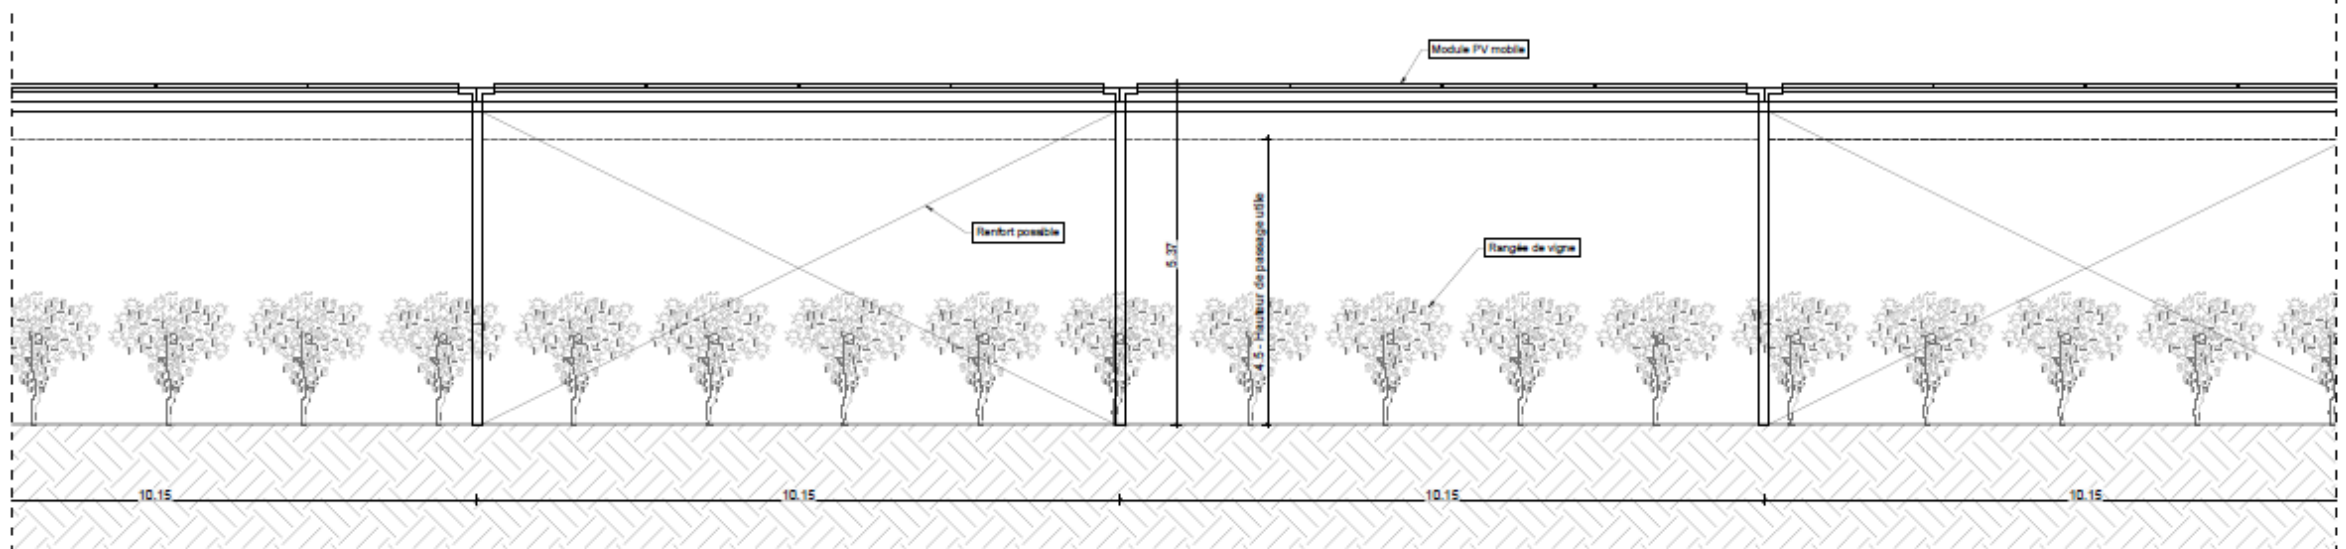 Module PV mobile
Renfort possible
5.37
4.5 - Hauteur de passage utile
Rangée de vigne
10.15
10.15
10.15
10.15